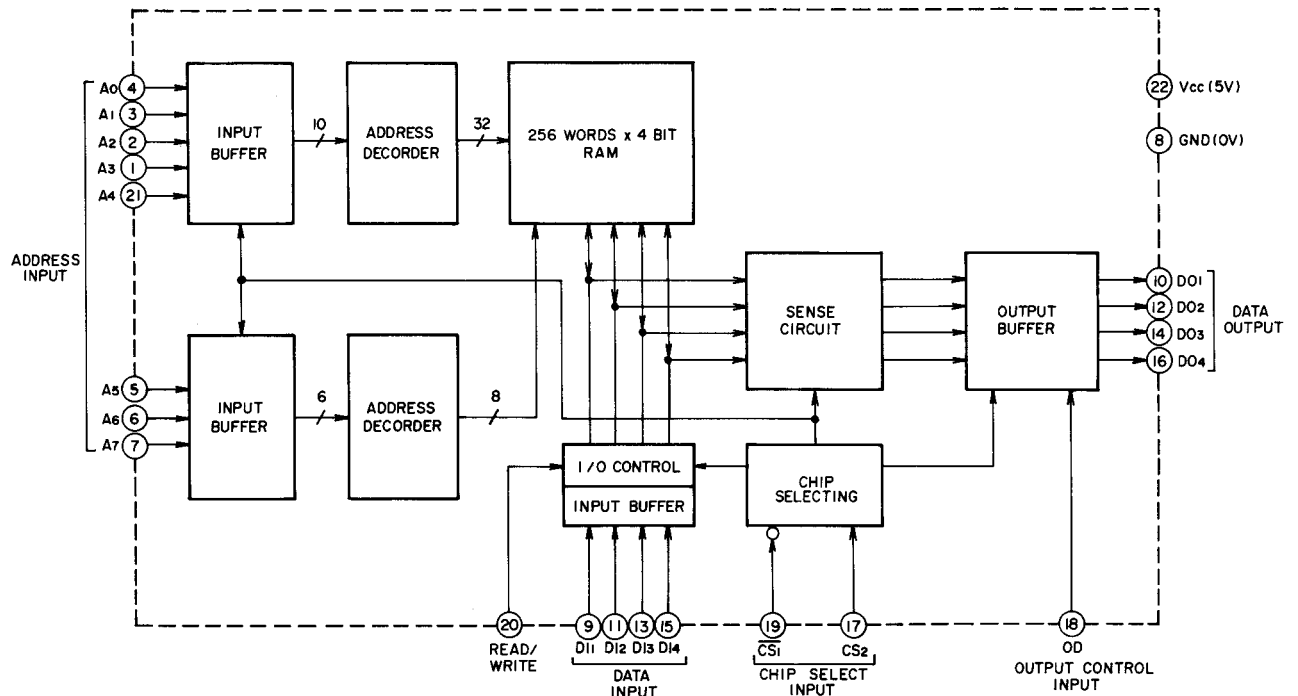 A0 4
A1 3
A2 2
A3 1
A4 21
ADDRESS
INPUT
A5 5
A6 6
A7 7
INPUT
BUFFER
10
ADDRESS
DECORDER
32
256 WORDS x 4 BIT
RAM
22 Vcc (5V)
8 GND (0V)
INPUT
BUFFER
6
ADDRESS
DECORDER
8
SENSE
CIRCUIT
OUTPUT
BUFFER
10 DO1
12 DO2
14 DO3
16 DO4
DATA
OUTPUT
I/O CONTROL
INPUT BUFFER
CHIP
SELECTING
20
READ/
WRITE
9 11 13 15
DI1 DI2 DI3 DI4
DATA
INPUT
19 17
C̅S̅1̅ CS2
CHIP SELECT
INPUT
18
OD
OUTPUT CONTROL
INPUT